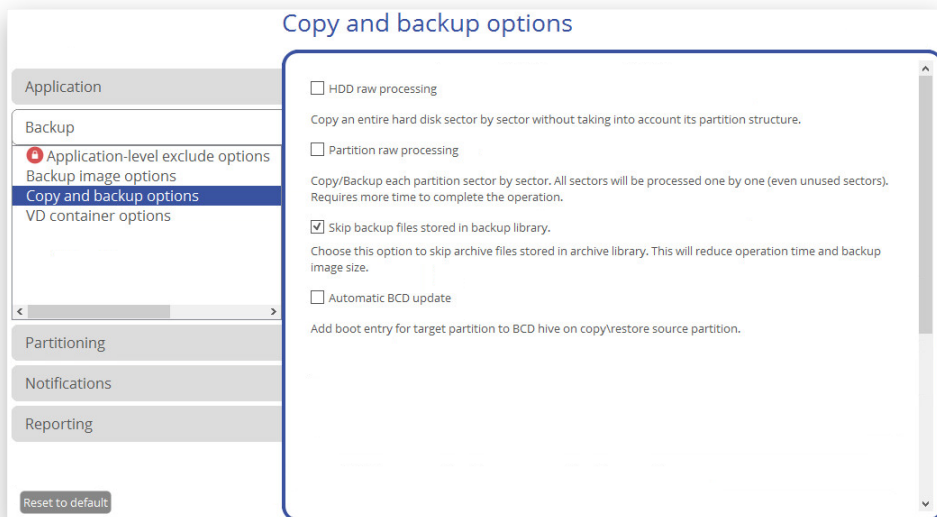 Copy and backup options
Application
Backup
Application-level exclude options
Backup image options
Copy and backup options
VD container options
Partitioning
Notifications
Reporting
Reset to default
HDD raw processing
Copy an entire hard disk sector by sector without taking into account its partition structure.
Partition raw processing
Copy/Backup each partition sector by sector. All sectors will be processed one by one (even unused sectors).
Requires more time to complete the operation.
Skip backup files stored in backup library.
Choose this option to skip archive files stored in archive library. This will reduce operation time and backup
image size.
Automatic BCD update
Add boot entry for target partition to BCD hive on copy\restore source partition.